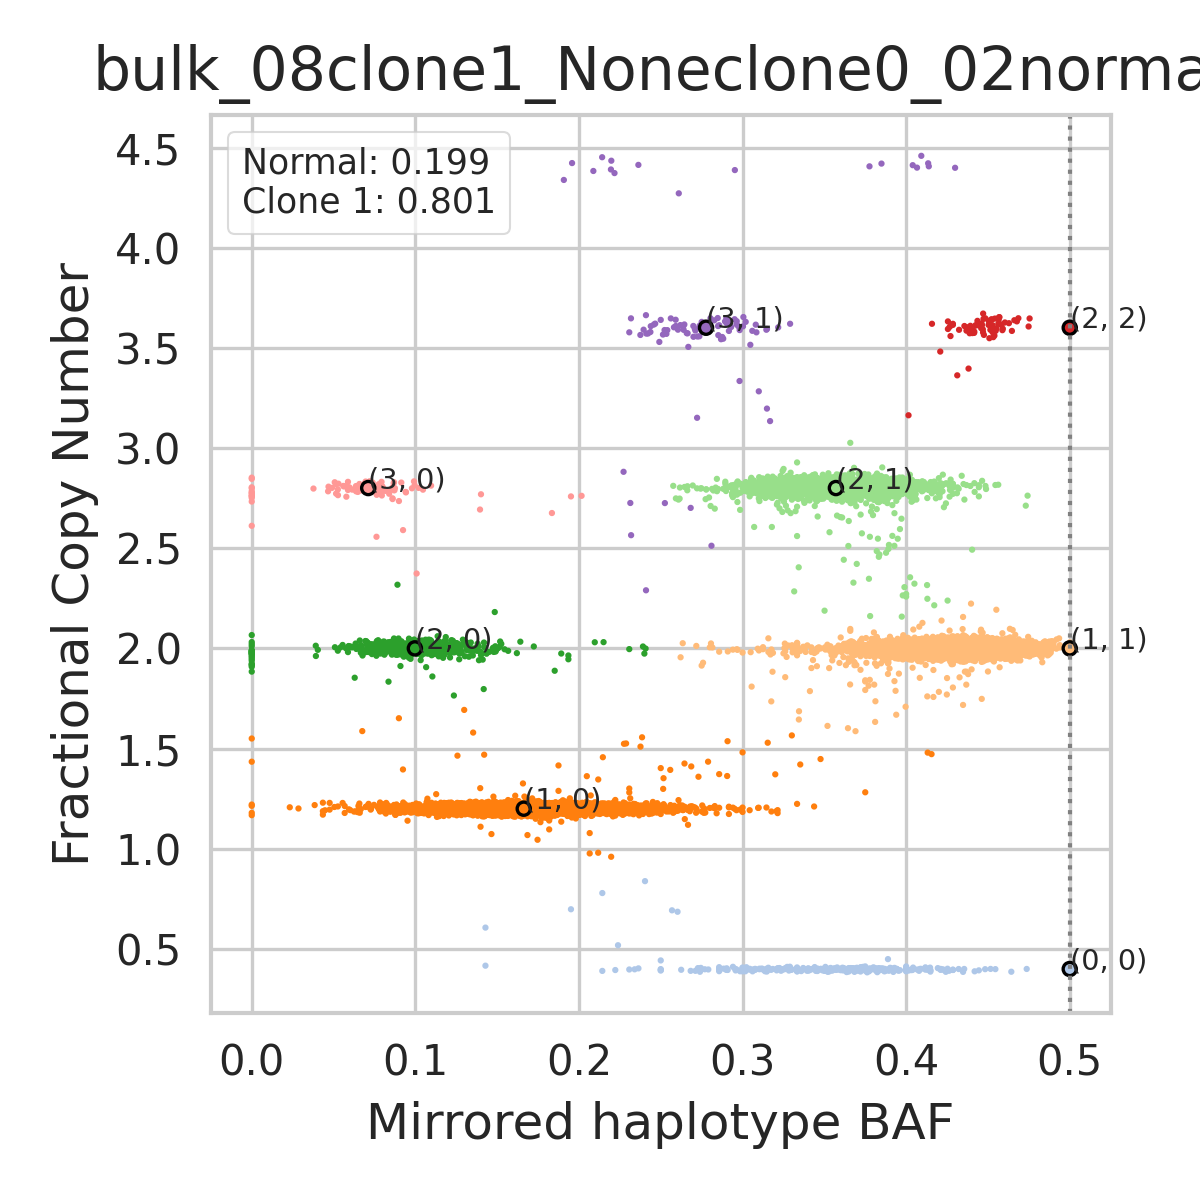 bulk_08clone1_Noneclone0_02norma
Normal: 0.199
Clone 1: 0.801
4.5
4.0
3.5
3.0
2.5
2.0
1.5
1.0
0.5
Fractional Copy Number
(3, 1)
(2, 2)
(3, 0)
(2, 1)
(2, 0)
(1, 1)
(1, 0)
(0, 0)
0.0 0.1 0.2 0.3 0.4 0.5
Mirrored haplotype BAF